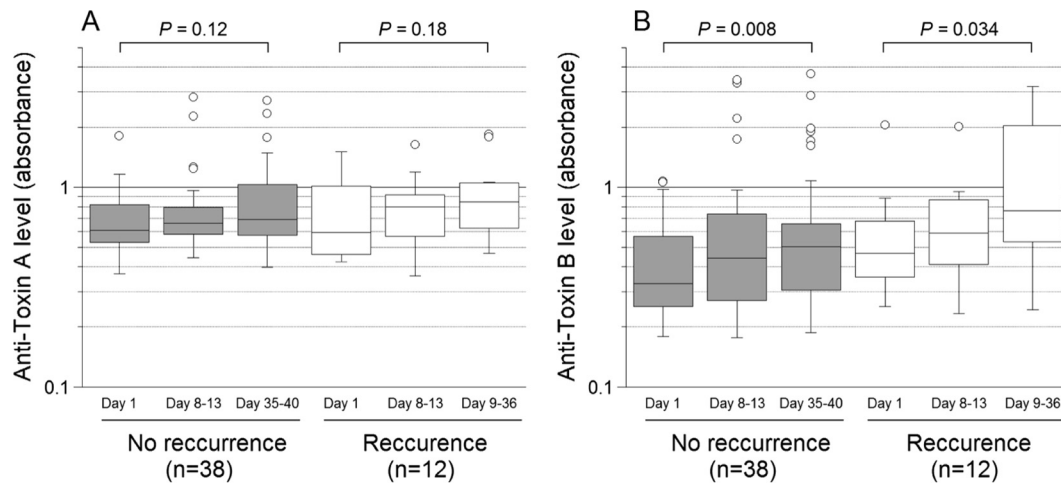 A
P = 0.12
P = 0.18
Anti-Toxin A level (absorbance)
1
0.1
Day 1
Day 8-13
Day 35-40
Day 1
Day 8-13
Day 9-36
No reccurrence
(n=38)
Reccurence
(n=12)
B
P = 0.008
P = 0.034
Anti-Toxin B level (absorbance)
1
0.1
Day 1
Day 8-13
Day 35-40
Day 1
Day 8-13
Day 9-36
No reccurrence
(n=38)
Reccurence
(n=12)